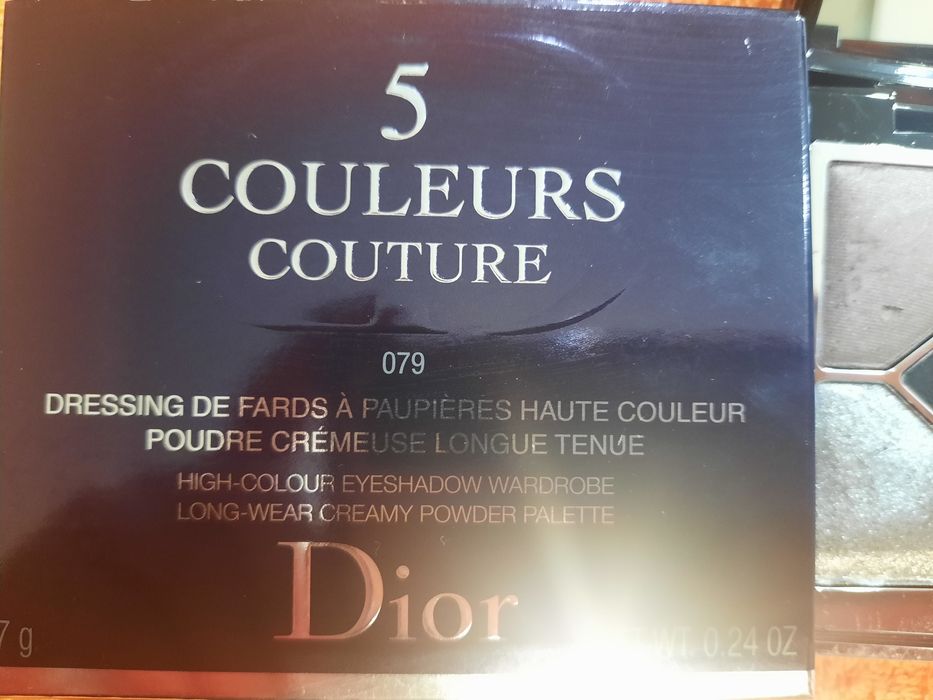 5
COULEURS
COUTURE
079
DRESSING DE FARDS À PAUPIÈRES HAUTE COULEUR
POUDRE CRÉMEUSE LONGUE TENUE
HIGH-COLOUR EYESHADOW WARDROBE
LONG-WEAR CREAMY POWDER PALETTE
Dior
7 g
WT. 0.24 OZ